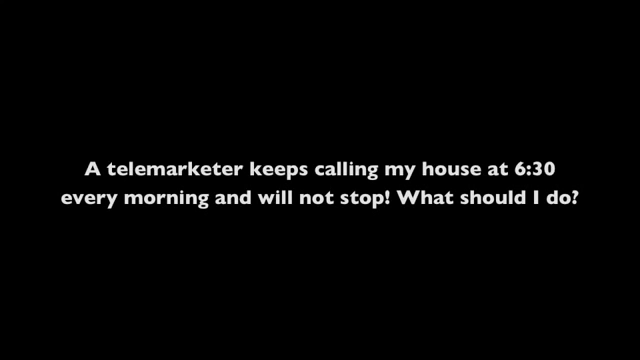 A telemarketer keeps calling my house at 6:30
every morning and will not stop! What should I do?